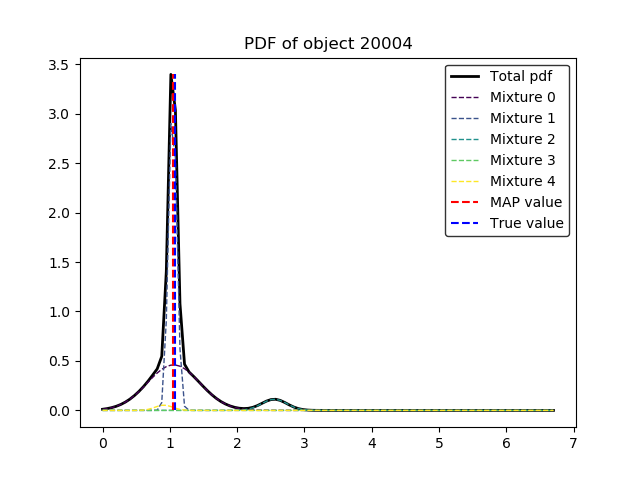 PDF of object 20004
Total pdf
Mixture 0
Mixture 1
Mixture 2
Mixture 3
Mixture 4
MAP value
True value
3.5
3.0
2.5
2.0
1.5
1.0
0.5
0.0
0 1 2 3 4 5 6 7